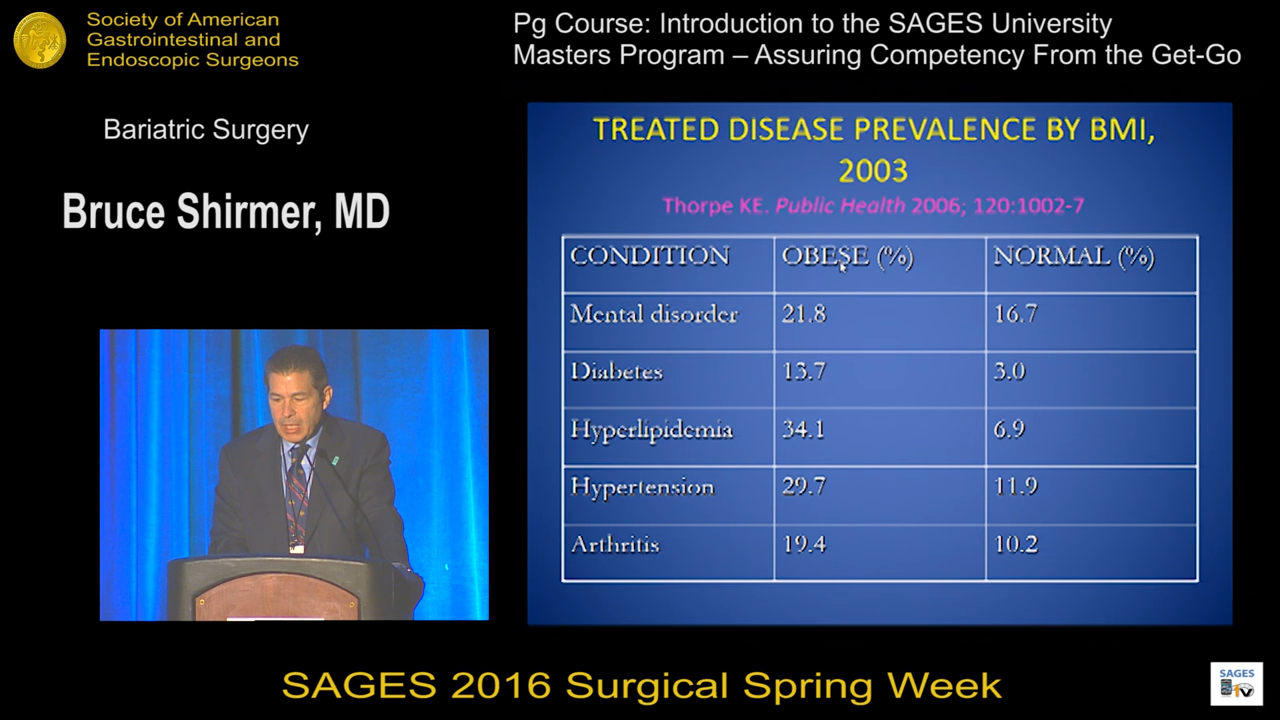 Society of American
Gastrointestinal and
Endoscopic Surgeons
Pg Course: Introduction to the SAGES University
Masters Program – Assuring Competency From the Get-Go
Bariatric Surgery
Bruce Shirmer, MD
TREATED DISEASE PREVALENCE BY BMI,
2003
Thorpe KE. Public Health 2006; 120:1002-7
CONDITION OBESE (%) NORMAL (%)
Mental disorder 21.8 16.7
Diabetes 13.7 3.0
Hyperlipidemia 34.1 6.9
Hypertension 29.7 11.9
Arthritis 19.4 10.2
SAGES 2016 Surgical Spring Week
SAGES
TV